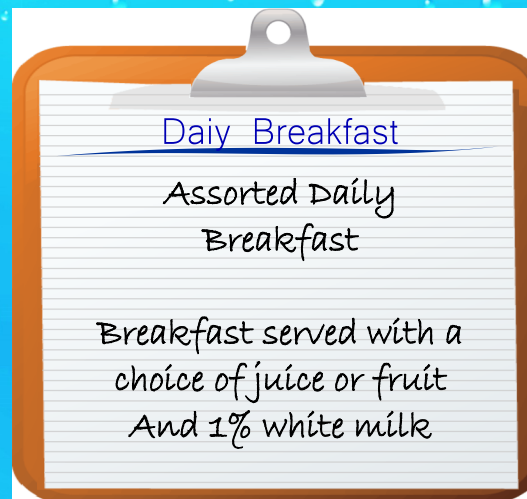 Daiy Breakfast
Assorted Daily
Breakfast
Breakfast served with a
choice of juice or fruit
And 1% white milk